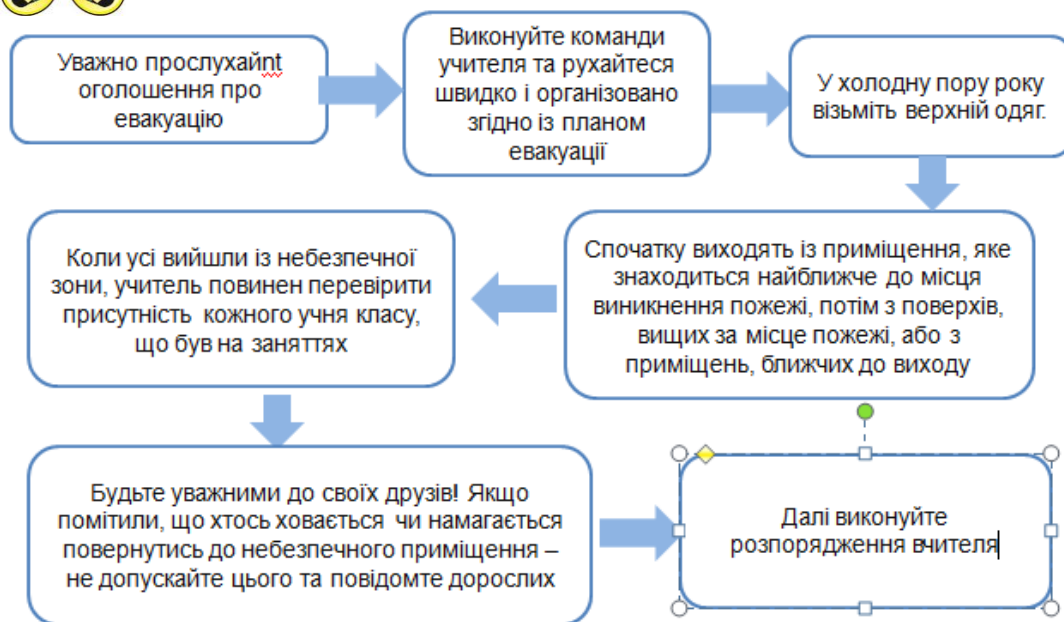 Уважно прослухайnt
оголошення про
евакуацію
Виконуйте команди
учителя та рухайтеся
швидко і організовано
згідно із планом
евакуації
У холодну пору року
візьміть верхній одяг.
Спочатку виходять із приміщення, яке
знаходиться найближче до місця
виникнення пожежі, потім з поверхів,
вищих за місце пожежі, або з
приміщень, ближчих до виходу
Коли усі вийшли із небезпечної
зони, учитель повинен перевірити
присутність кожного учня класу,
що був на заняттях
Будьте уважними до своїх друзів! Якщо
помітили, що хтось ховається чи намагається
повернутись до небезпечного приміщення –
не допускайте цього та повідомте дорослих
Далі виконуйте
розпорядження вчителя